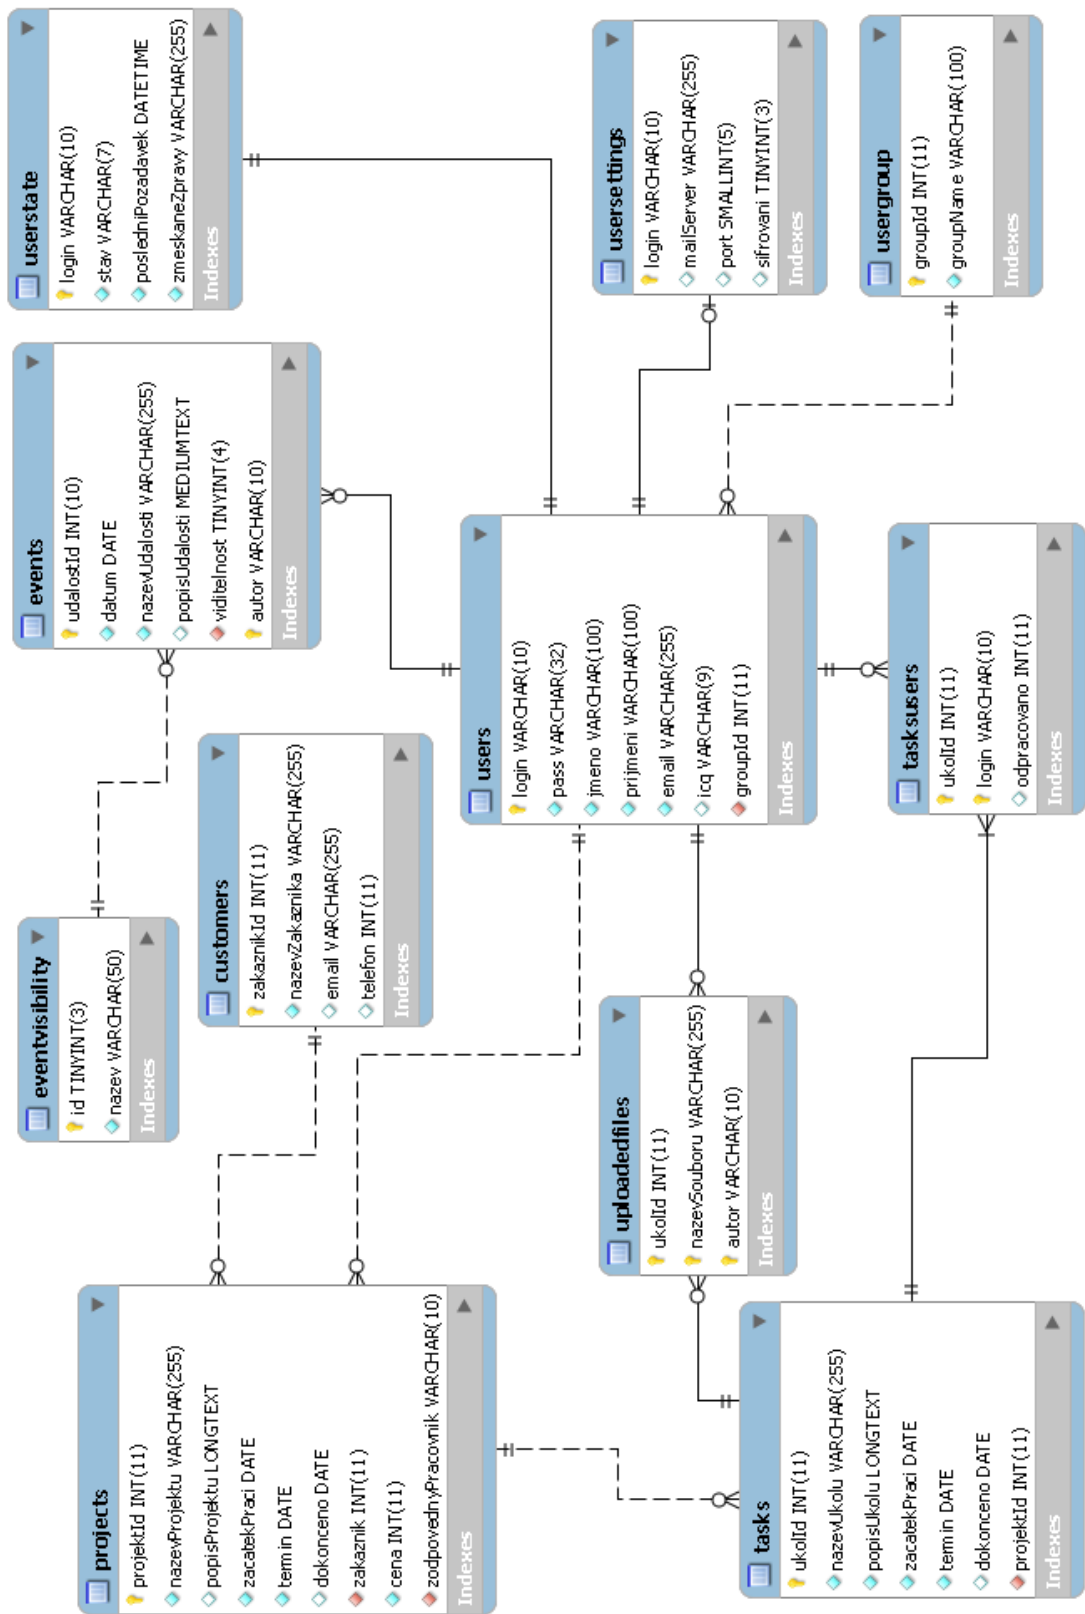 projects
projektId INT(11)
nazevProjektu VARCHAR(255)
popisProjektu LONGTEXT
zacatekPraci DATE
termin DATE
dokonceno DATE
zakaznik INT(11)
cena INT(11)
zodpovednyPracovnik VARCHAR(10)
Indexes
eventvisibility
id TINYINT(3)
nazev VARCHAR(50)
Indexes
events
udalostId INT(10)
datum DATE
nazevUdalosti VARCHAR(255)
popisUdalosti MEDIUMTEXT
viditelnost TINYINT(4)
autor VARCHAR(10)
Indexes
userstate
login VARCHAR(10)
stav VARCHAR(7)
posledniPozadavek DATETIME
zmeskaneZpravy VARCHAR(255)
Indexes
customers
zakaznikId INT(11)
nazevZakaznika VARCHAR(255)
email VARCHAR(255)
telefon INT(11)
Indexes
users
login VARCHAR(10)
pass VARCHAR(32)
jmeno VARCHAR(100)
prijmeni VARCHAR(100)
email VARCHAR(255)
icq VARCHAR(9)
groupId INT(11)
Indexes
usersettings
login VARCHAR(10)
mailServer VARCHAR(255)
port SMALLINT(5)
sifrovani TINYINT(3)
Indexes
uploadedfiles
ukolId INT(11)
nazevSouboru VARCHAR(255)
autor VARCHAR(10)
Indexes
tasks
ukolId INT(11)
nazevUkolu VARCHAR(255)
popisUkolu LONGTEXT
zacatekPraci DATE
termin DATE
dokonceno DATE
projektId INT(11)
Indexes
tasksusers
ukolId INT(11)
login VARCHAR(10)
odpracovano INT(11)
Indexes
usergroup
groupId INT(11)
groupName VARCHAR(100)
Indexes